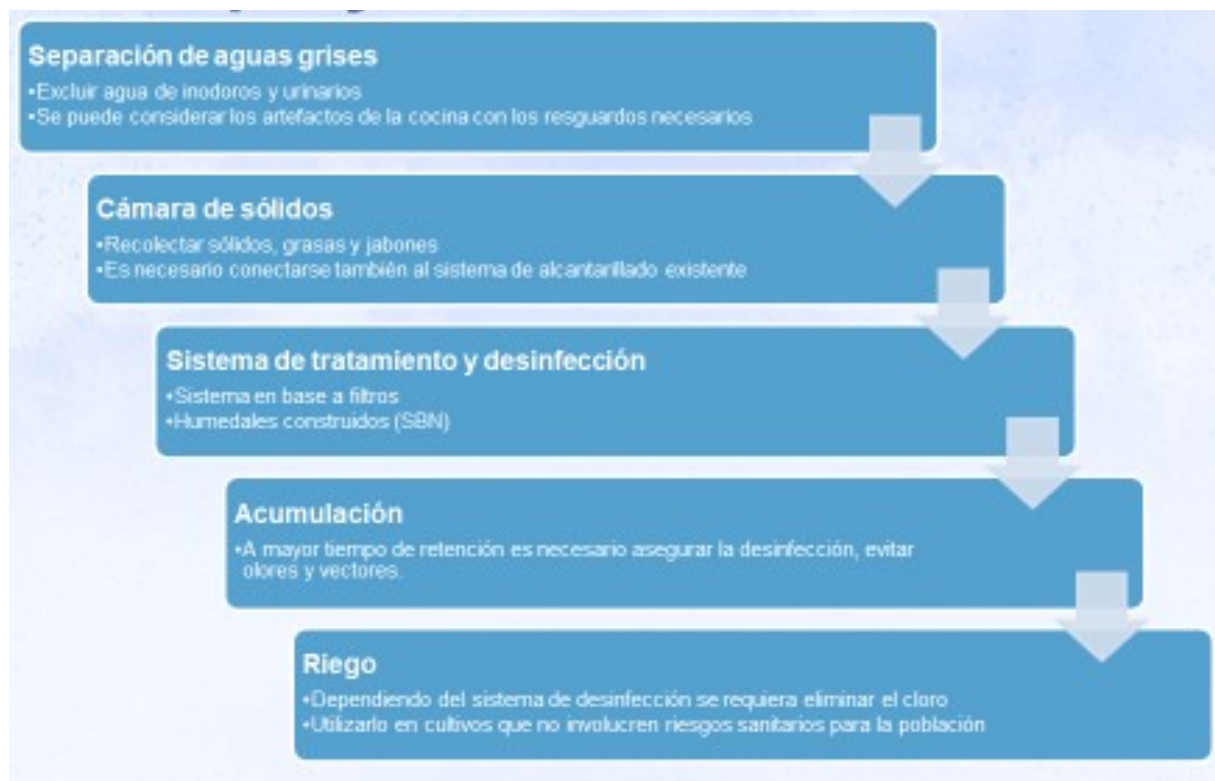 Separación de aguas grises
•Excluir agua de inodoros y urinarios
•Se puede considerar los artefactos de la cocina con los resguardos necesarios
Cámara de sólidos
•Recolectar sólidos, grasas y jabones
•Es necesario conectarse también al sistema de alcantarillado existente
Sistema de tratamiento y desinfección
•Sistema en base a filtros
•Humedales construidos (SBN)
Acumulación
•A mayor tiempo de retención es necesario asegurar la desinfección, evitar
olores y vectores.
Riego
•Dependiendo del sistema de desinfección se requiera eliminar el cloro
•Utilizarlo en cultivos que no involucren riesgos sanitarios para la población